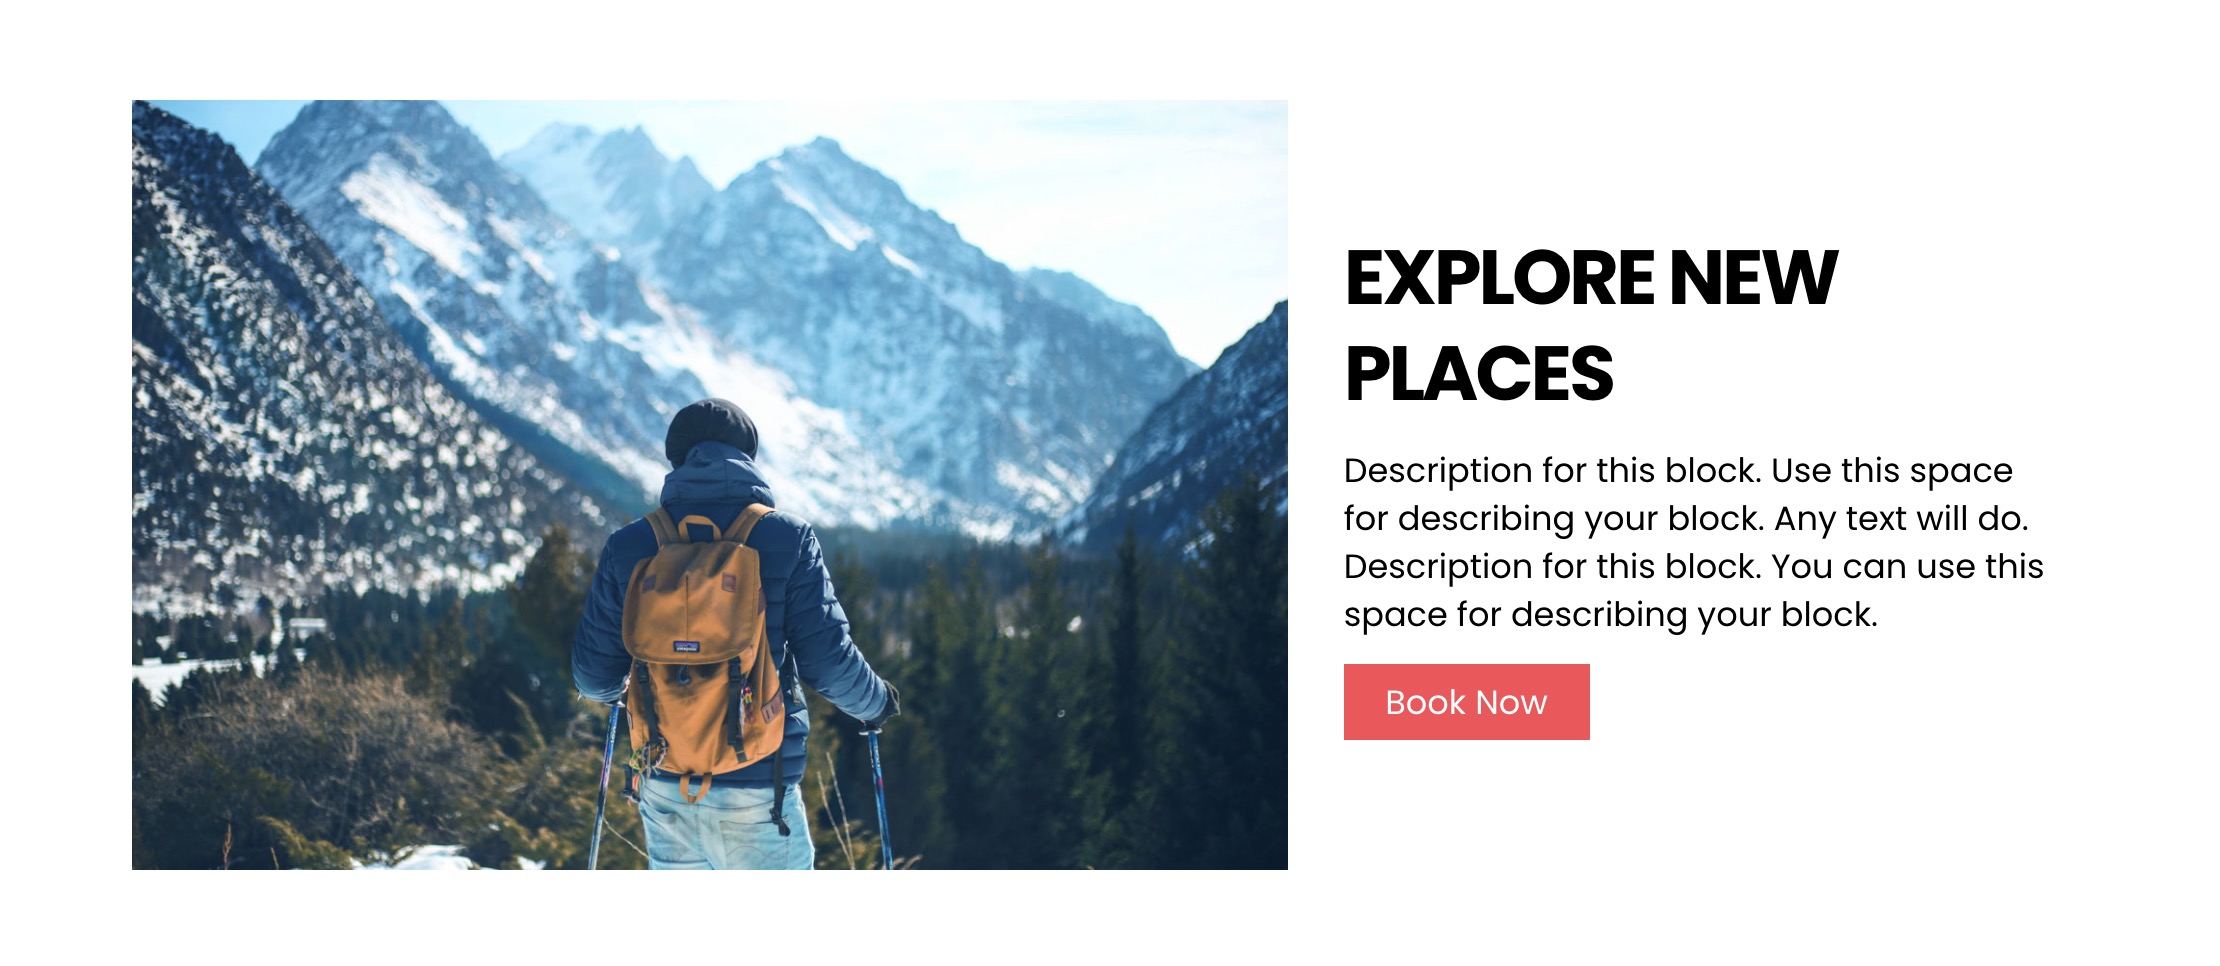 EXPLORE NEW
PLACES
Description for this block. Use this space
for describing your block. Any text will do.
Description for this block. You can use this
space for describing your block.
Book Now